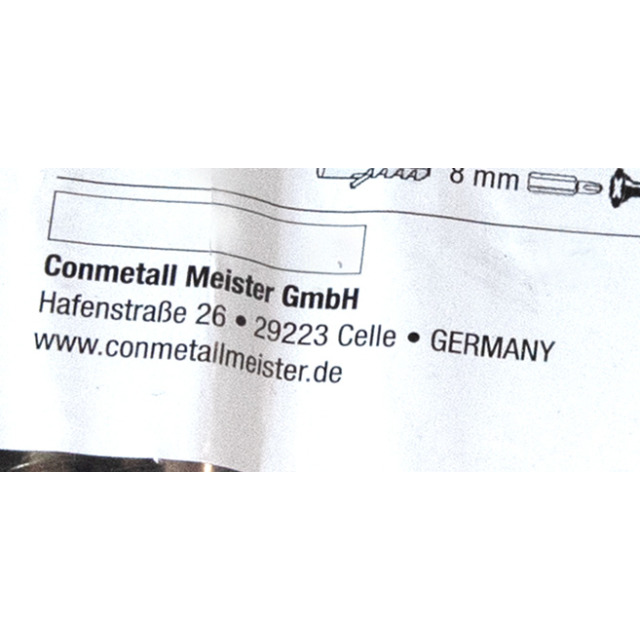 8 mm
Conmetall Meister GmbH
Hafenstraße 26 • 29223 Celle • GERMANY
www.conmetallmeister.de